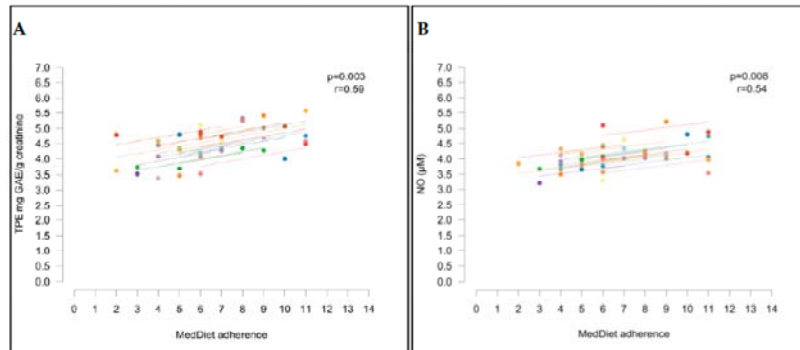 A
p=0.003
r=0.59
7.0
6.5
6.0
5.5
5.0
4.5
4.0
3.5
3.0
2.5
2.0
1.5
1.0
0.5
0.0
TPE mg GAE/g creatinine
0 1 2 3 4 5 6 7 8 9 10 11 12 13 14
MedDiet adherence
B
p=0.008
r=0.54
7.0
6.5
6.0
5.5
5.0
4.5
4.0
3.5
3.0
2.5
2.0
1.5
1.0
0.5
0.0
NO (µM)
0 1 2 3 4 5 6 7 8 9 10 11 12 13 14
MedDiet adherence